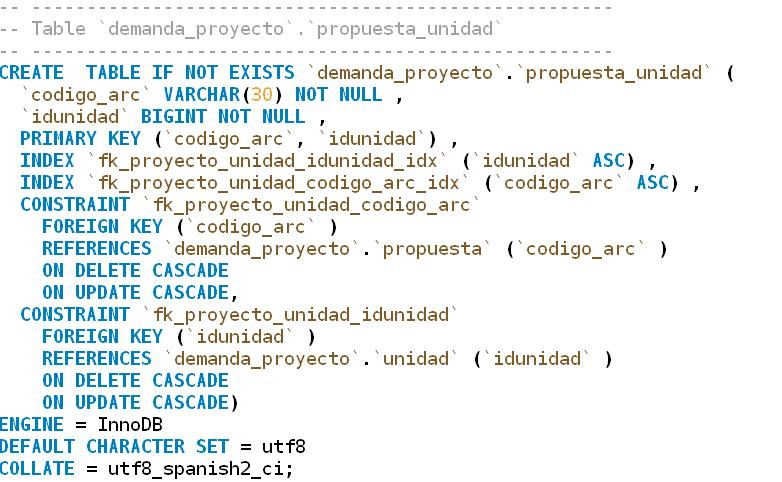 -- -----------------------------------------------------
-- Table `demanda_proyecto`.`propuesta_unidad`
-- -----------------------------------------------------
CREATE  TABLE IF NOT EXISTS `demanda_proyecto`.`propuesta_unidad` (
  `codigo_arc` VARCHAR(30) NOT NULL ,
  `idunidad` BIGINT NOT NULL ,
  PRIMARY KEY (`codigo_arc`, `idunidad`) ,
  INDEX `fk_proyecto_unidad_idunidad_idx` (`idunidad` ASC) ,
  INDEX `fk_proyecto_unidad_codigo_arc_idx` (`codigo_arc` ASC) ,
  CONSTRAINT `fk_proyecto_unidad_codigo_arc`
    FOREIGN KEY (`codigo_arc` )
    REFERENCES `demanda_proyecto`.`propuesta` (`codigo_arc` )
    ON DELETE CASCADE
    ON UPDATE CASCADE,
  CONSTRAINT `fk_proyecto_unidad_idunidad`
    FOREIGN KEY (`idunidad` )
    REFERENCES `demanda_proyecto`.`unidad` (`idunidad` )
    ON DELETE CASCADE
    ON UPDATE CASCADE)
ENGINE = InnoDB
DEFAULT CHARACTER SET = utf8
COLLATE = utf8_spanish2_ci;